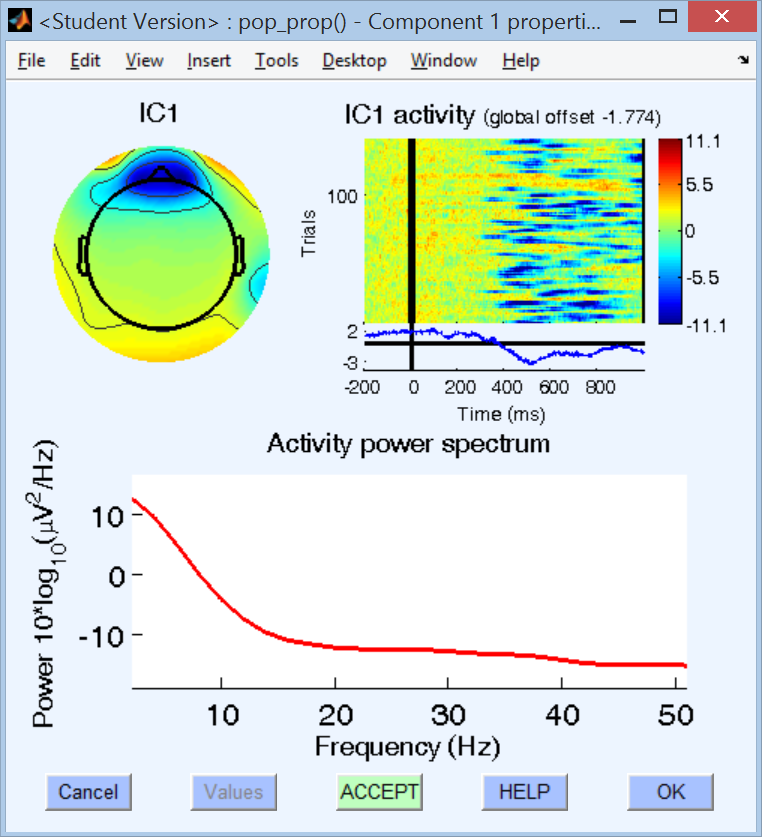 <Student Version> : pop_prop() - Component 1 properti...
File Edit View Insert Tools Desktop Window Help
IC1
IC1 activity (global offset -1.774)
Trials
100
11.1
5.5
0
-5.5
-11.1
2
-3
-200 0 200 400 600 800
Time (ms)
Activity power spectrum
Power 10*log10(μV2/Hz)
10
0
-10
10 20 30 40 50
Frequency (Hz)
Cancel Values ACCEPT HELP OK